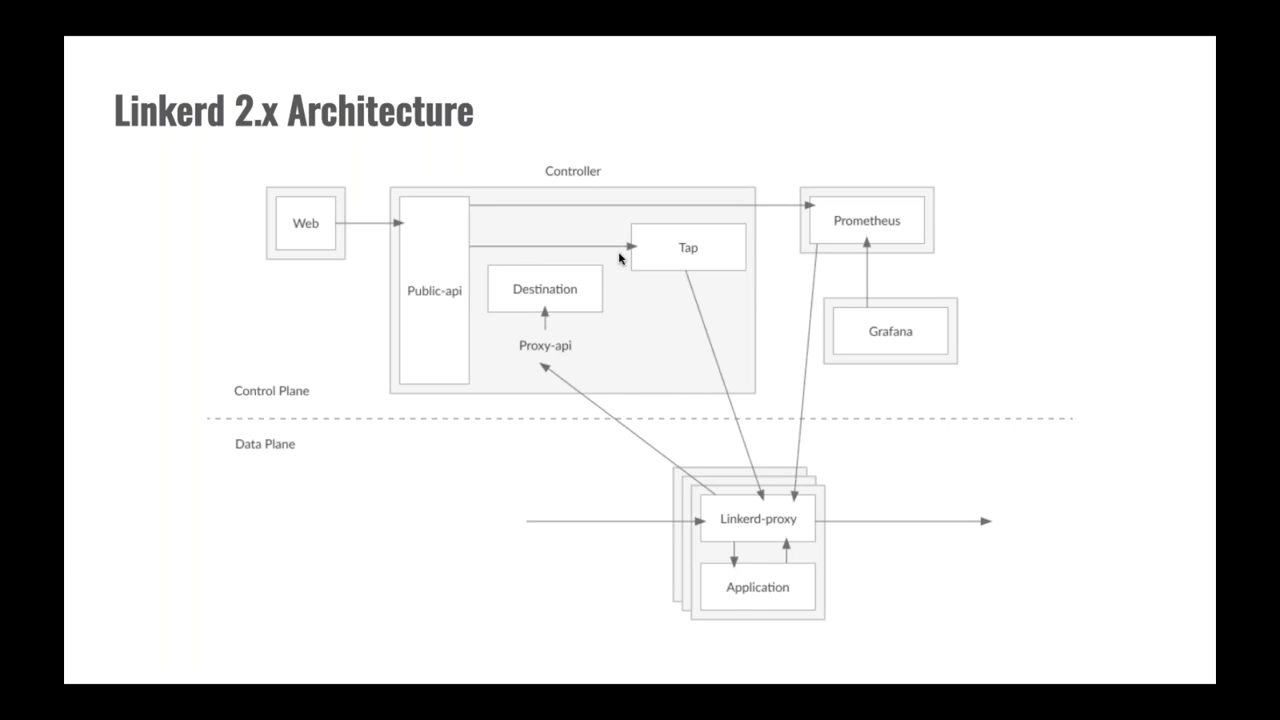 Linkerd 2.x Architecture
Controller
Web
Prometheus
Tap
Public-api
Destination
Grafana
Proxy-api
Control Plane
Data Plane
Linkerd-proxy
Application